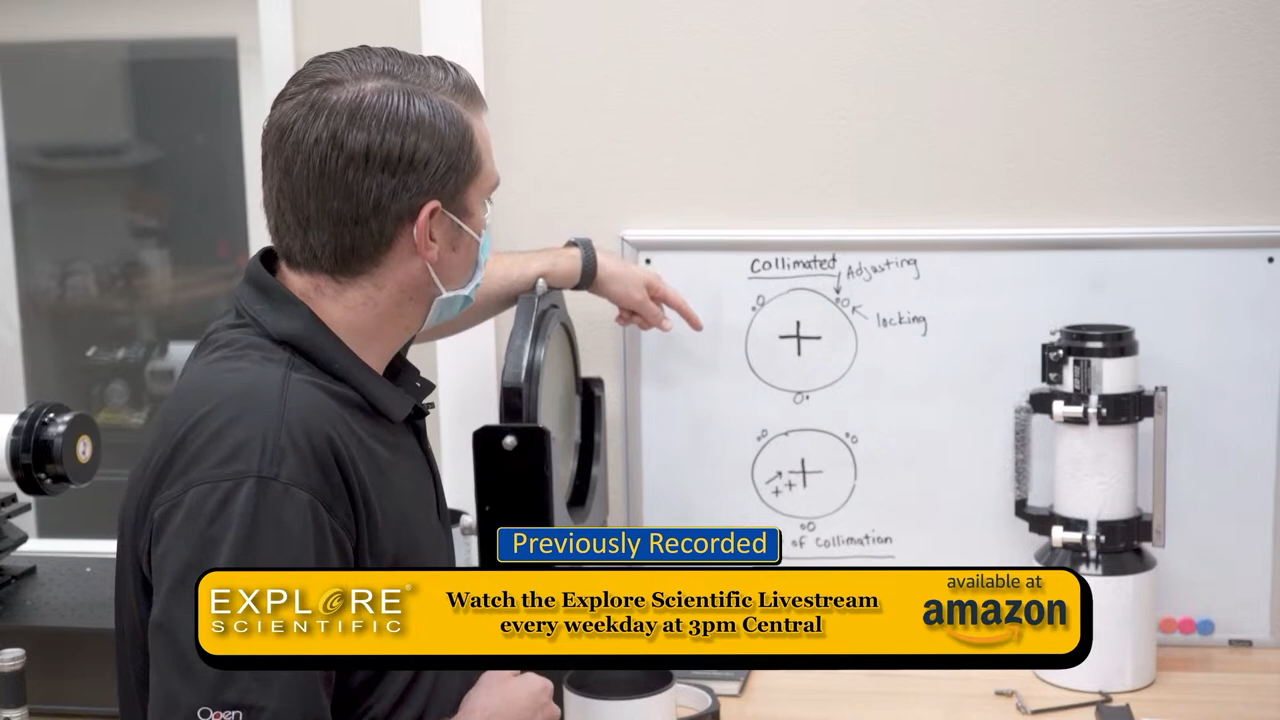 Collimated
Adjusting
locking
of Collimation
Previously Recorded
EXPLORE
SCIENTIFIC
Watch the Explore Scientific Livestream
every weekday at 3pm Central
available at
amazon
Open